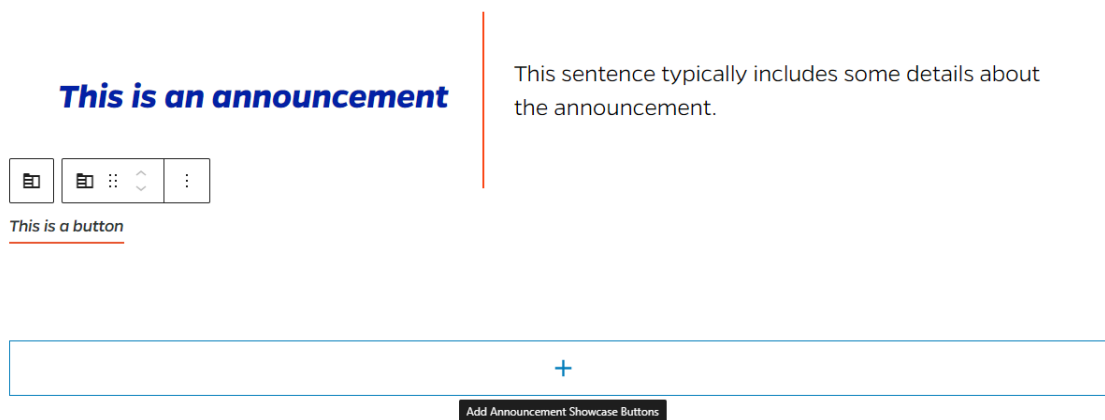 This is an announcement
This sentence typically includes some details about
the announcement.
This is a button
Add Announcement Showcase Buttons